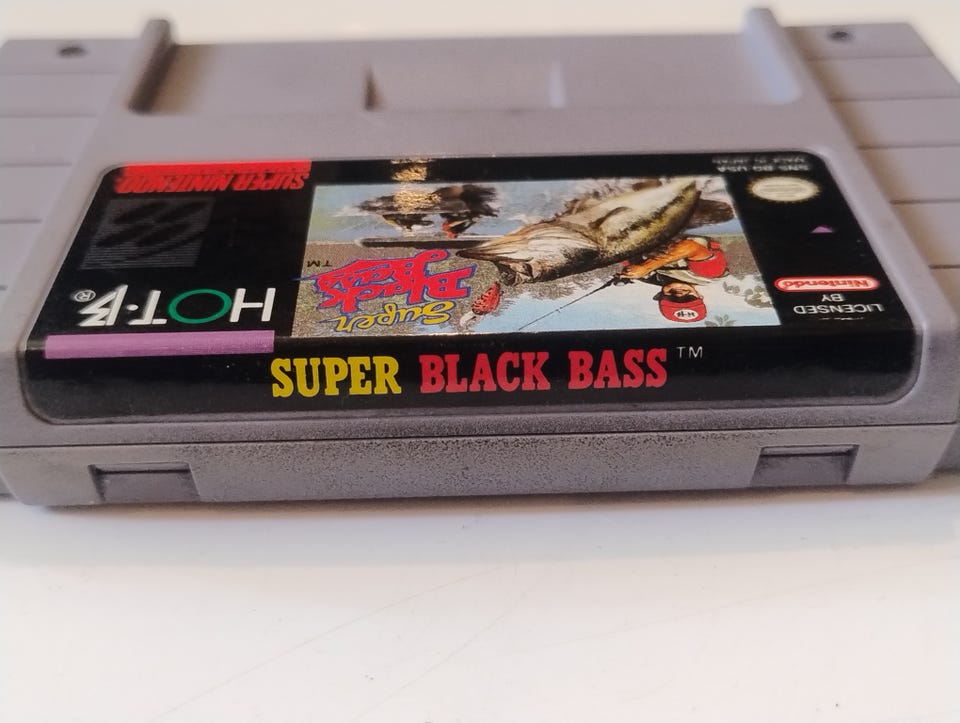 SUPER BLACK BASS™
LICENSED
BY
Nintendo
SNS-BQ-USA
MADE IN JAPAN
Super
Black
Bass
TM
HOT·B®
SUPER NINTENDO